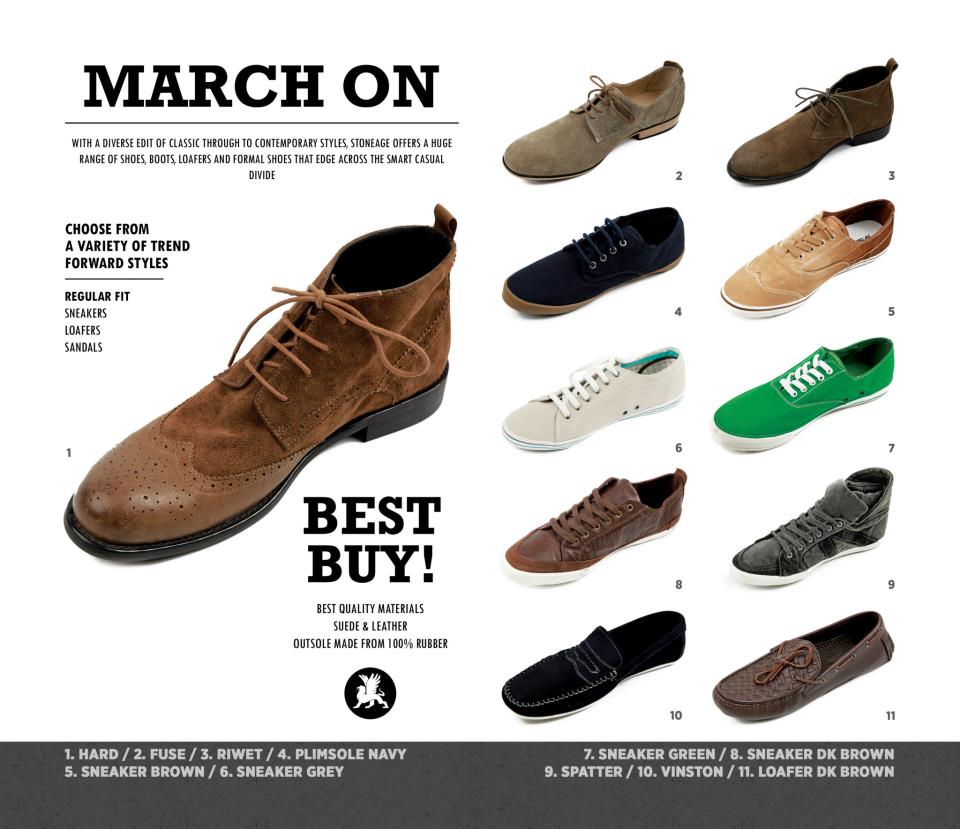 MARCH ON
WITH A DIVERSE EDIT OF CLASSIC THROUGH TO CONTEMPORARY STYLES, STONEAGE OFFERS A HUGE
RANGE OF SHOES, BOOTS, LOAFERS AND FORMAL SHOES THAT EDGE ACROSS THE SMART CASUAL
DIVIDE
CHOOSE FROM
A VARIETY OF TREND
FORWARD STYLES
REGULAR FIT
SNEAKERS
LOAFERS
SANDALS
1
BEST
BUY!
BEST QUALITY MATERIALS
SUEDE & LEATHER
OUTSOLE MADE FROM 100% RUBBER
2
3
4
5
6
7
8
9
10
11
1. HARD / 2. FUSE / 3. RIWET / 4. PLIMSOLE NAVY
5. SNEAKER BROWN / 6. SNEAKER GREY
7. SNEAKER GREEN / 8. SNEAKER DK BROWN
9. SPATTER / 10. VINSTON / 11. LOAFER DK BROWN